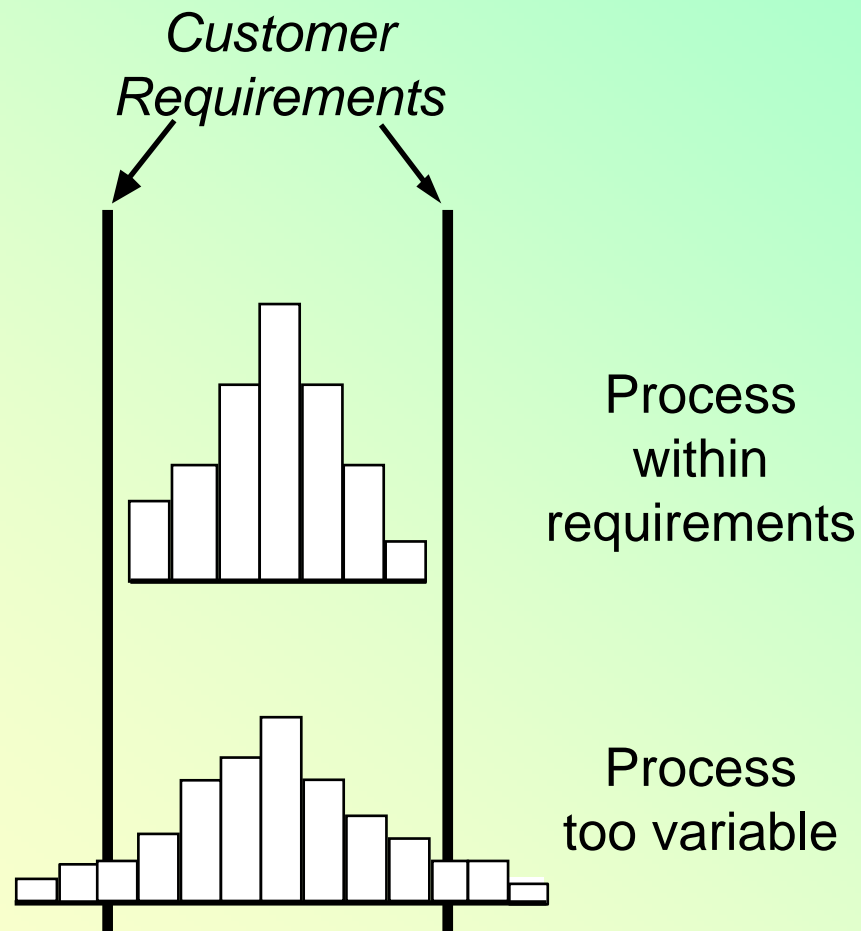 Customer
Requirements
Process
within
requirements
Process
too variable